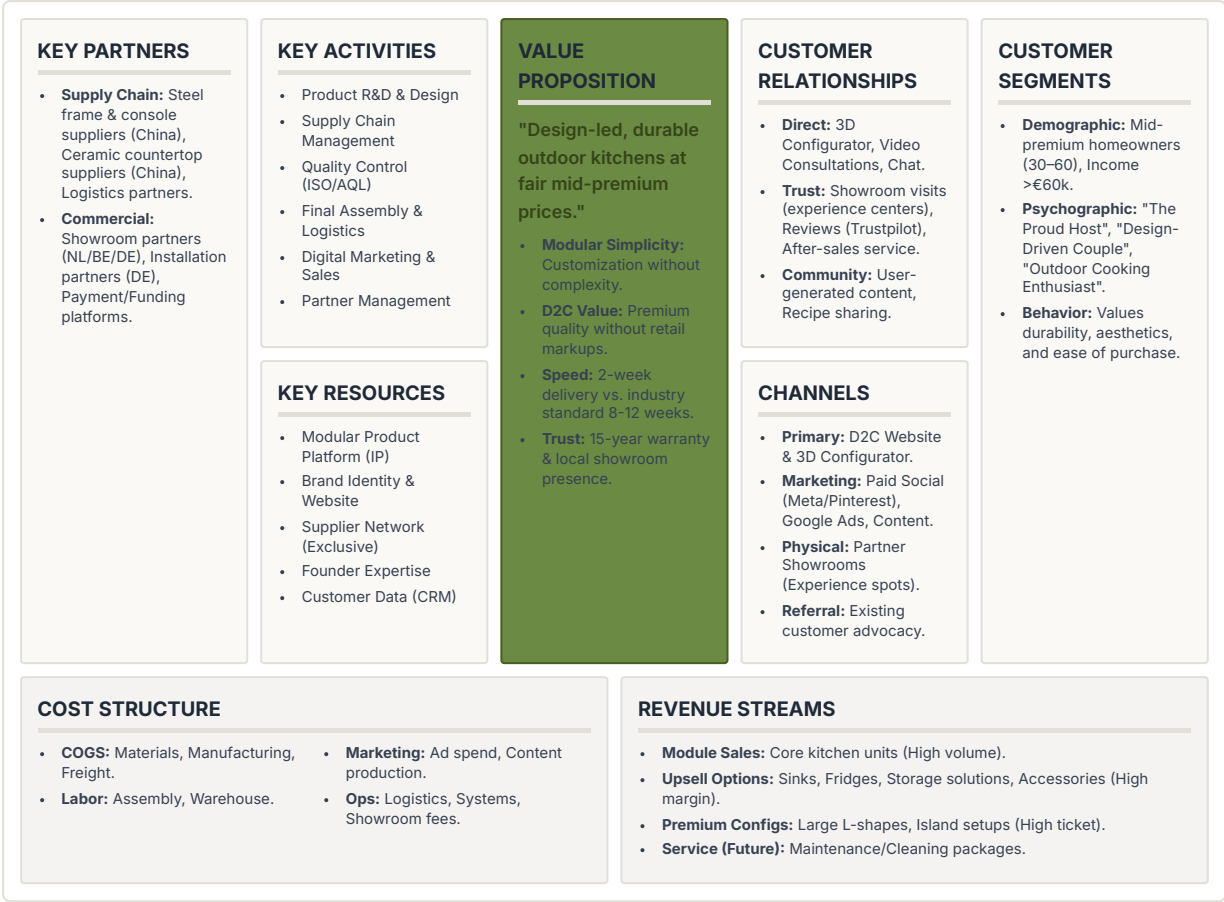 KEY PARTNERS
• Supply Chain: Steel
frame & console
suppliers (China),
Ceramic countertop
suppliers (China),
Logistics partners.
• Commercial:
Showroom partners
(NL/BE/DE), Installation
partners (DE),
Payment/Funding
platforms.
KEY ACTIVITIES
• Product R&D & Design
• Supply Chain
Management
• Quality Control
(ISO/AQL)
• Final Assembly &
Logistics
• Digital Marketing &
Sales
• Partner Management
KEY RESOURCES
• Modular Product
Platform (IP)
• Brand Identity &
Website
• Supplier Network
(Exclusive)
• Founder Expertise
• Customer Data (CRM)
VALUE
PROPOSITION
"Design-led, durable
outdoor kitchens at
fair mid-premium
prices."
• Modular Simplicity:
Customization without
complexity.
• D2C Value: Premium
quality without retail
markups.
• Speed: 2-week
delivery vs. industry
standard 8-12 weeks.
• Trust: 15-year warranty
& local showroom
presence.
CUSTOMER
RELATIONSHIPS
• Direct: 3D
Configurator, Video
Consultations, Chat.
• Trust: Showroom visits
(experience centers),
Reviews (Trustpilot),
After-sales service.
• Community: User-
generated content,
Recipe sharing.
CHANNELS
• Primary: D2C Website
& 3D Configurator.
• Marketing: Paid Social
(Meta/Pinterest),
Google Ads, Content.
• Physical: Partner
Showrooms
(Experience spots).
• Referral: Existing
customer advocacy.
CUSTOMER
SEGMENTS
• Demographic: Mid-
premium homeowners
(30–60), Income
>€60k.
• Psychographic: "The
Proud Host", "Design-
Driven Couple",
"Outdoor Cooking
Enthusiast".
• Behavior: Values
durability, aesthetics,
and ease of purchase.
COST STRUCTURE
• COGS: Materials, Manufacturing,
Freight.
• Labor: Assembly, Warehouse.
• Marketing: Ad spend, Content
production.
• Ops: Logistics, Systems,
Showroom fees.
REVENUE STREAMS
• Module Sales: Core kitchen units (High volume).
• Upsell Options: Sinks, Fridges, Storage solutions, Accessories (High
margin).
• Premium Configs: Large L-shapes, Island setups (High ticket).
• Service (Future): Maintenance/Cleaning packages.